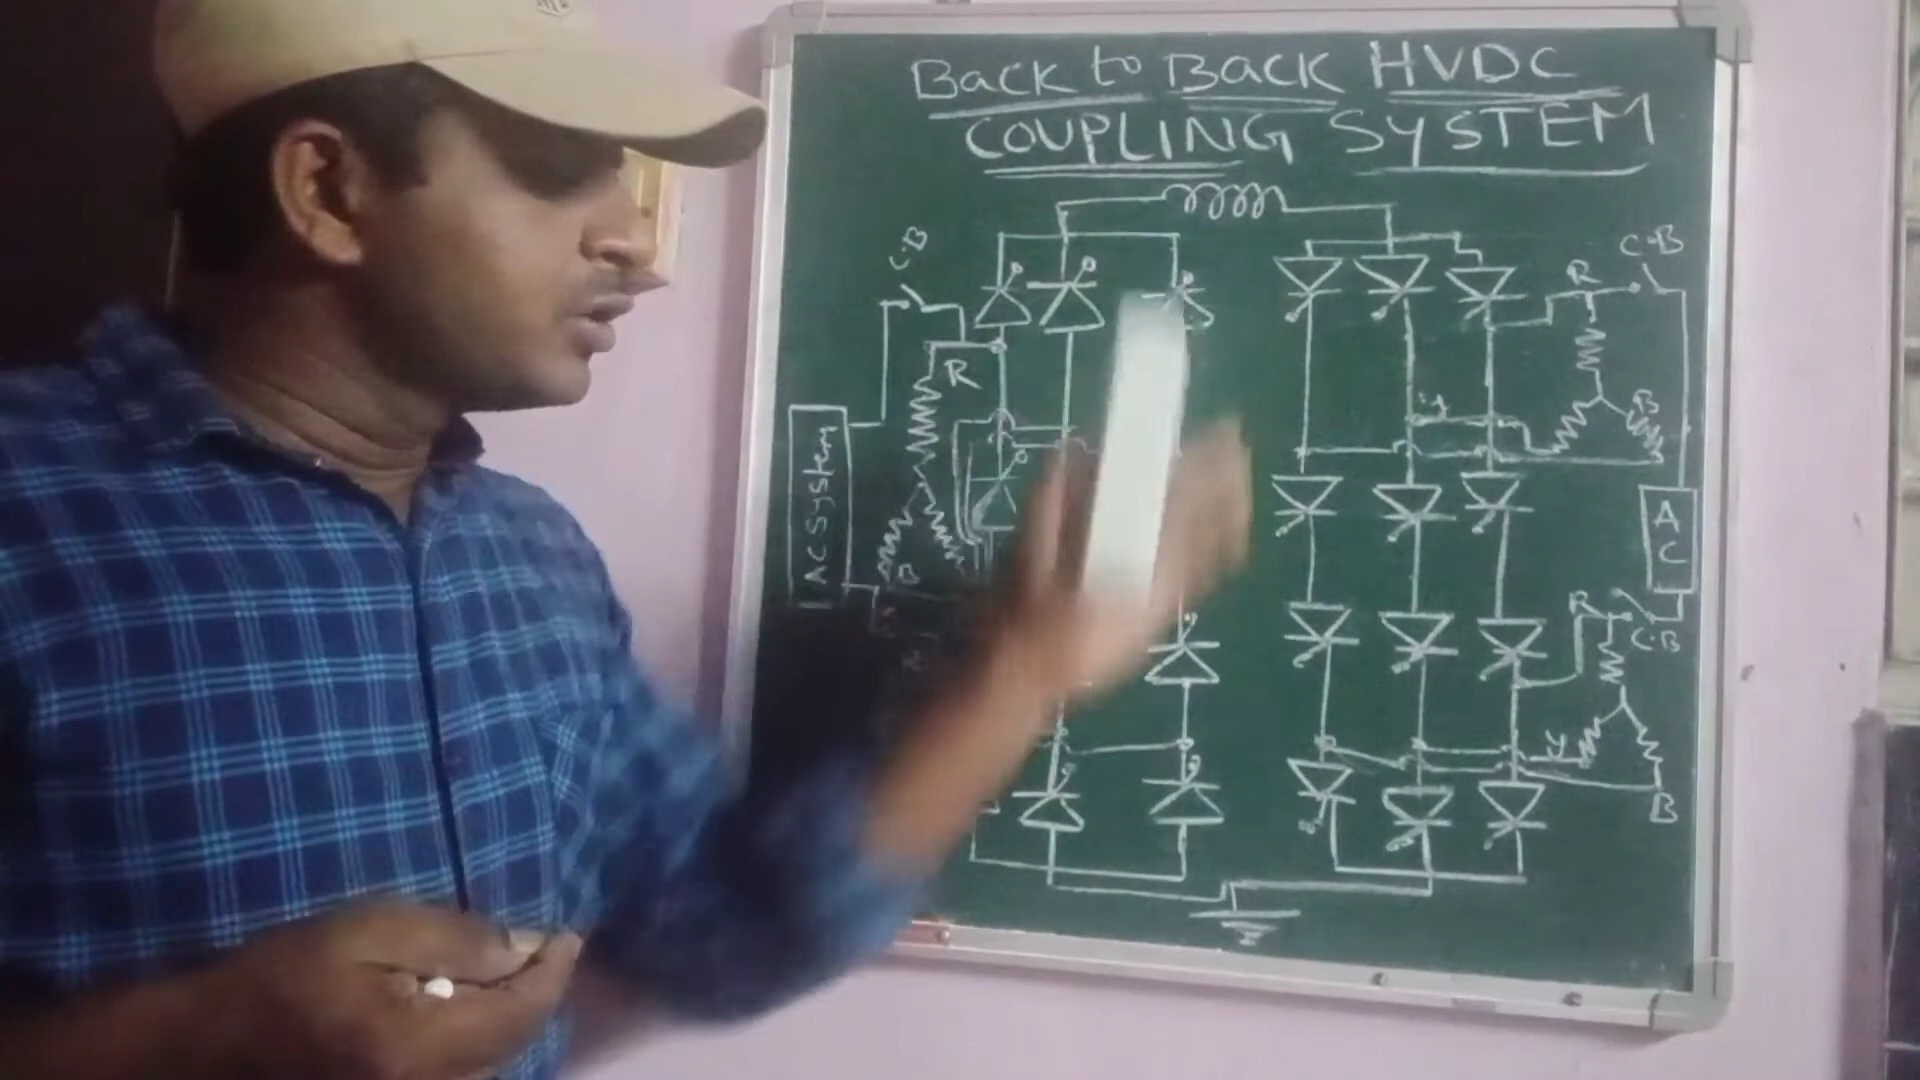 Back to Back HVDC
COUPLING SYSTEM
C.B
C.B
R
R
AC System
y
B
B
AC
R
C.B
y
B